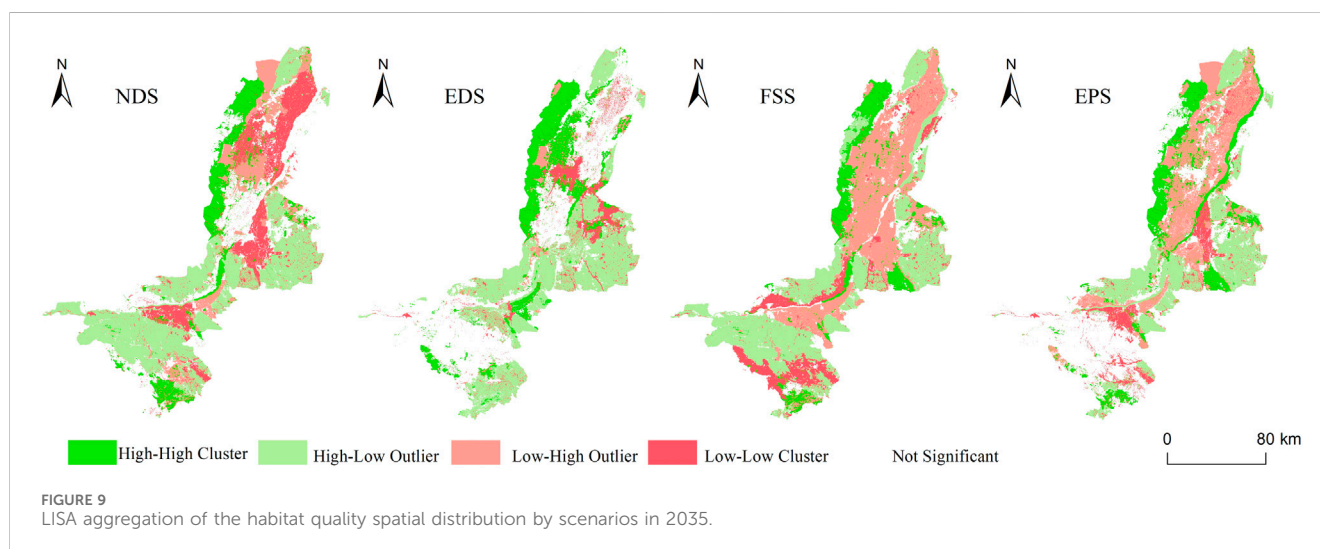 N N N N
NDS EDS FSS EPS
0 80 km
High-High Cluster High-Low Outlier Low-High Outlier Low-Low Cluster Not Significant
FIGURE 9
LISA aggregation of the habitat quality spatial distribution by scenarios in 2035.